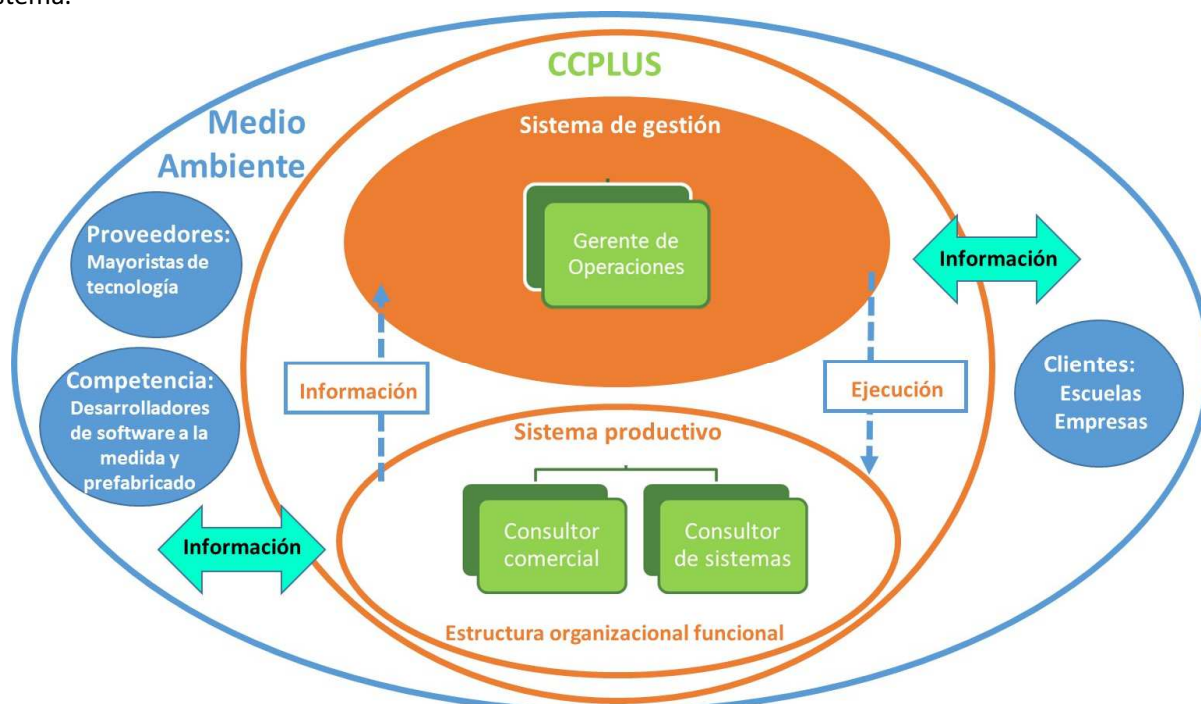 stema.
CCPLUS
Medio
Ambiente
Sistema de gestión
Gerente de
Operaciones
Proveedores:
Mayoristas de
tecnología
Información
Competencia:
Desarrolladores
de software a la
medida y
prefabricado
Información
Ejecución
Clientes:
Escuelas
Empresas
Sistema productivo
Consultor
comercial
Consultor
de sistemas
Información
Estructura organizacional funcional